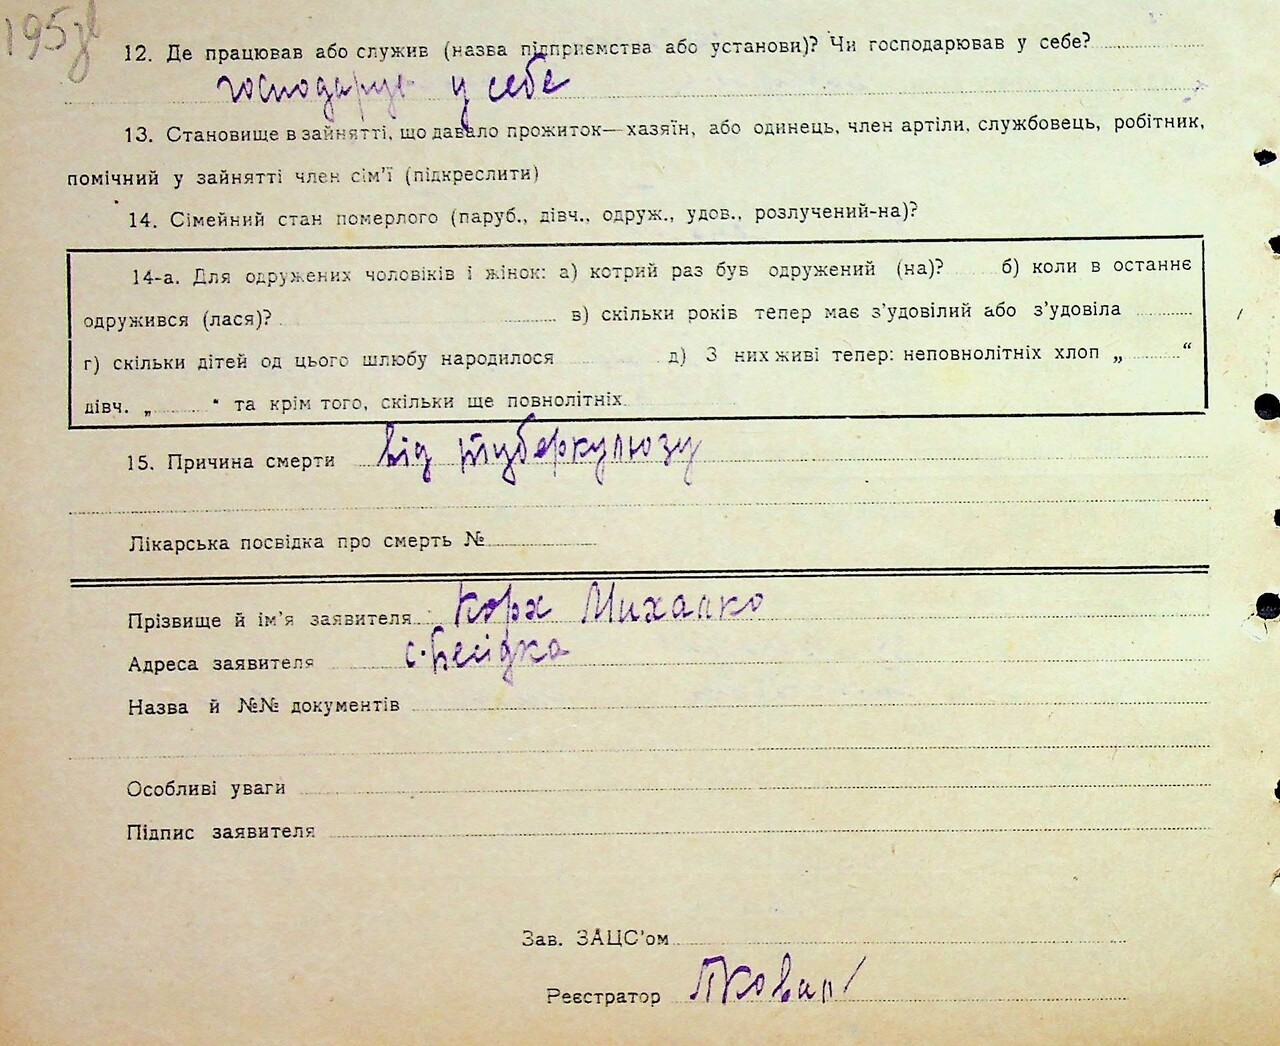 195зв
12. Де працював або служив (назва підприємства або установи)? Чи господарював у себе?
господарує у себе
13. Становище в зайнятті, що давало прожиток—хазяїн, або одинець, член артіли, службовець, робітник,
помічний у зайнятті член сім'ї (підкреслити)
14. Сімейний стан померлого (паруб., дівч., одруж., удов., розлучений-на)?
14-а. Для одружених чоловіків і жінок: а) котрий раз був одружений (на)? б) коли в останнє
одружився (лася)? в) скільки років тепер має з'удовілий або з'удовіла
г) скільки дітей од цього шлюбу народилося д) З них живі тепер: неповнолітніх хлоп „ “
дівч. „ “ та крім того, скільки ще повнолітніх
15. Причина смерти від туберкульозу
Лікарська посвідка про смерть №
Прізвище й ім'я заявителя Корж Михалко
Адреса заявителя с. Бесідка
Назва й №№ документів
Особливі уваги
Підпис заявителя
Зав. ЗАЦС'ом
Реєстратор